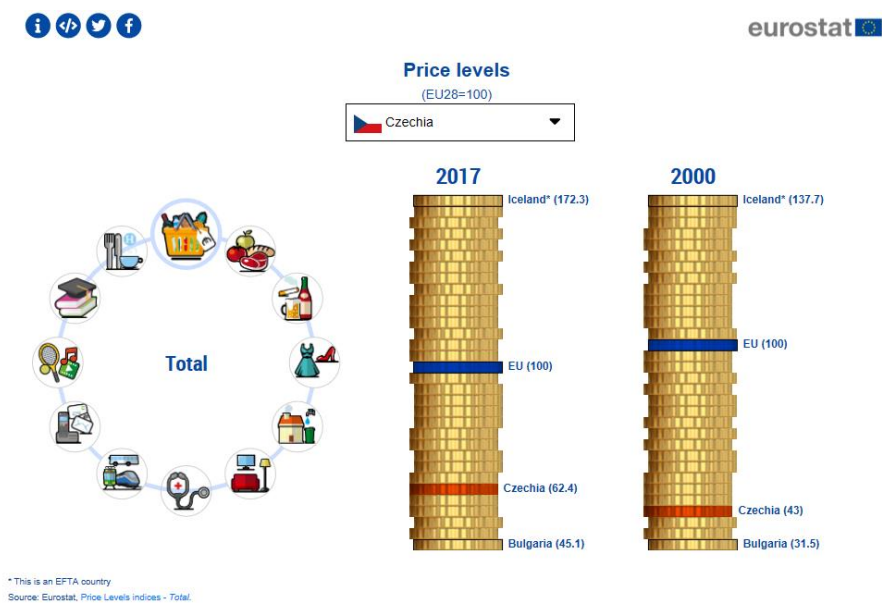 eurostat
Price levels
(EU28=100)
Czechia
2017
2000
Iceland* (172.3)
Iceland* (137.7)
EU (100)
EU (100)
Total
Czechia (62.4)
Czechia (43)
Bulgaria (45.1)
Bulgaria (31.5)
* This is an EFTA country
Source: Eurostat, Price Levels indices - Total.